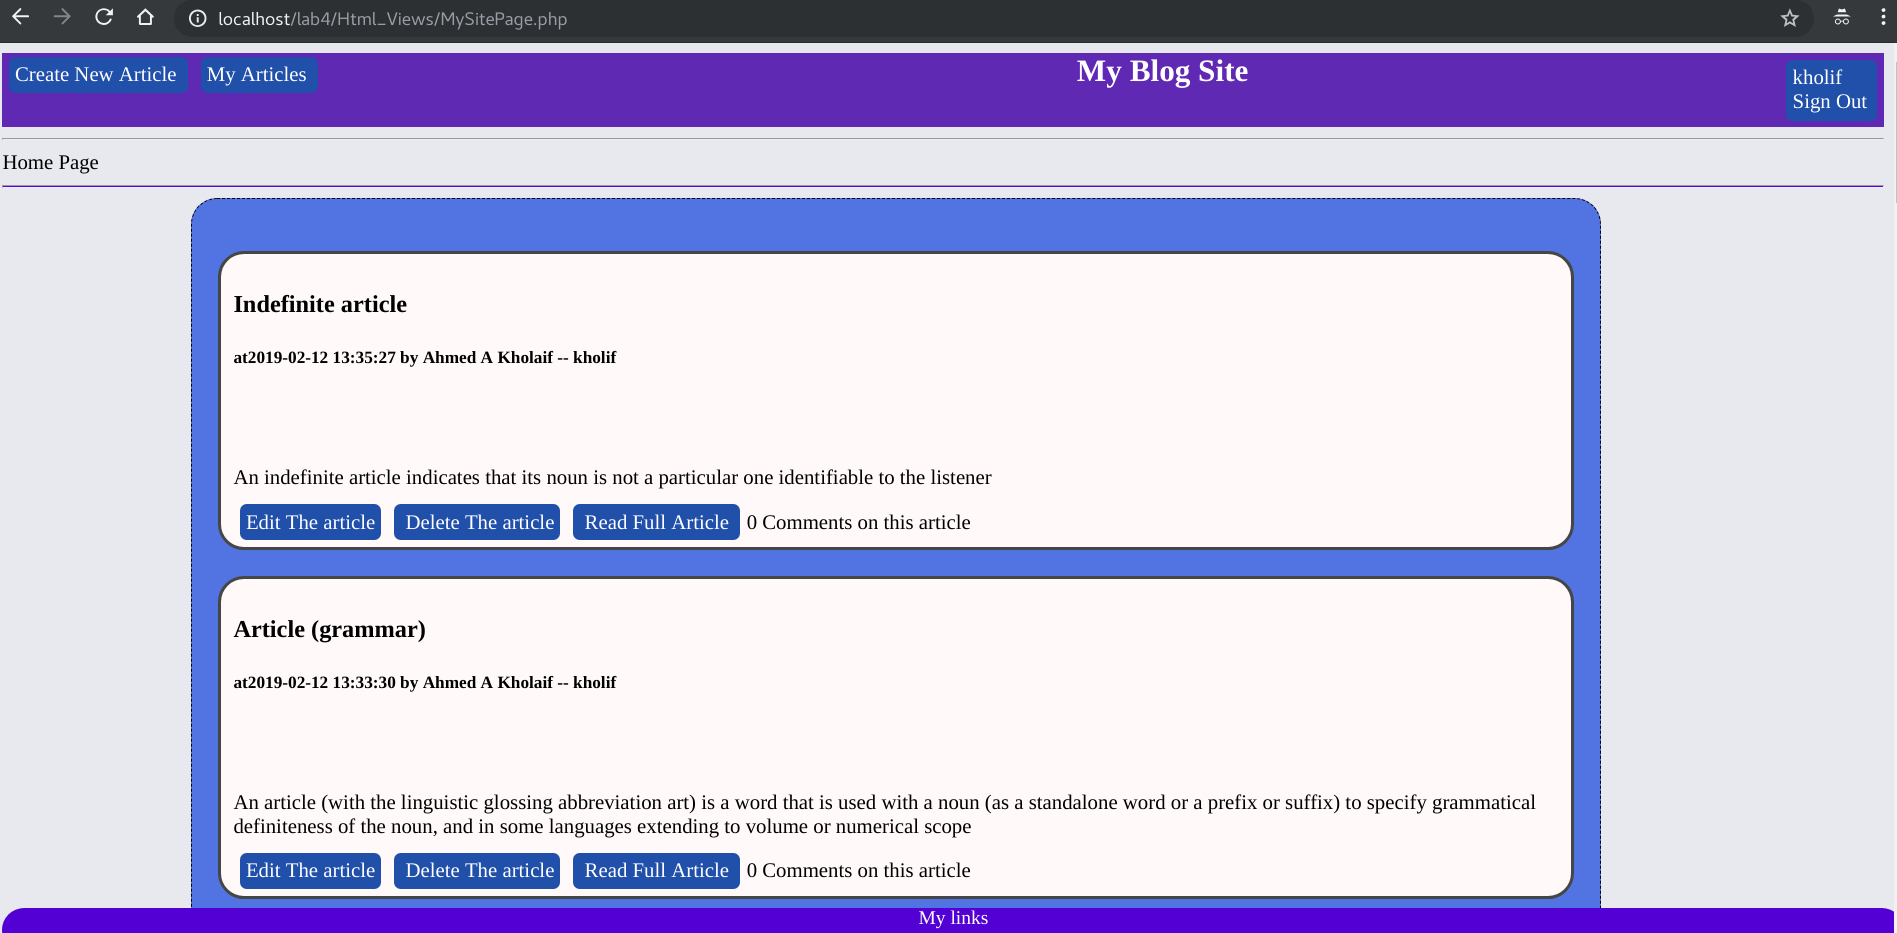 localhost/lab4/Html_Views/MySitePage.php
Create New Article My Articles My Blog Site kholif
Sign Out
Home Page
Indefinite article
at2019-02-12 13:35:27 by Ahmed A Kholaif -- kholif
An indefinite article indicates that its noun is not a particular one identifiable to the listener
Edit The article Delete The article Read Full Article 0 Comments on this article
Article (grammar)
at2019-02-12 13:33:30 by Ahmed A Kholaif -- kholif
An article (with the linguistic glossing abbreviation art) is a word that is used with a noun (as a standalone word or a prefix or suffix) to specify grammatical
definiteness of the noun, and in some languages extending to volume or numerical scope
Edit The article Delete The article Read Full Article 0 Comments on this article
My links